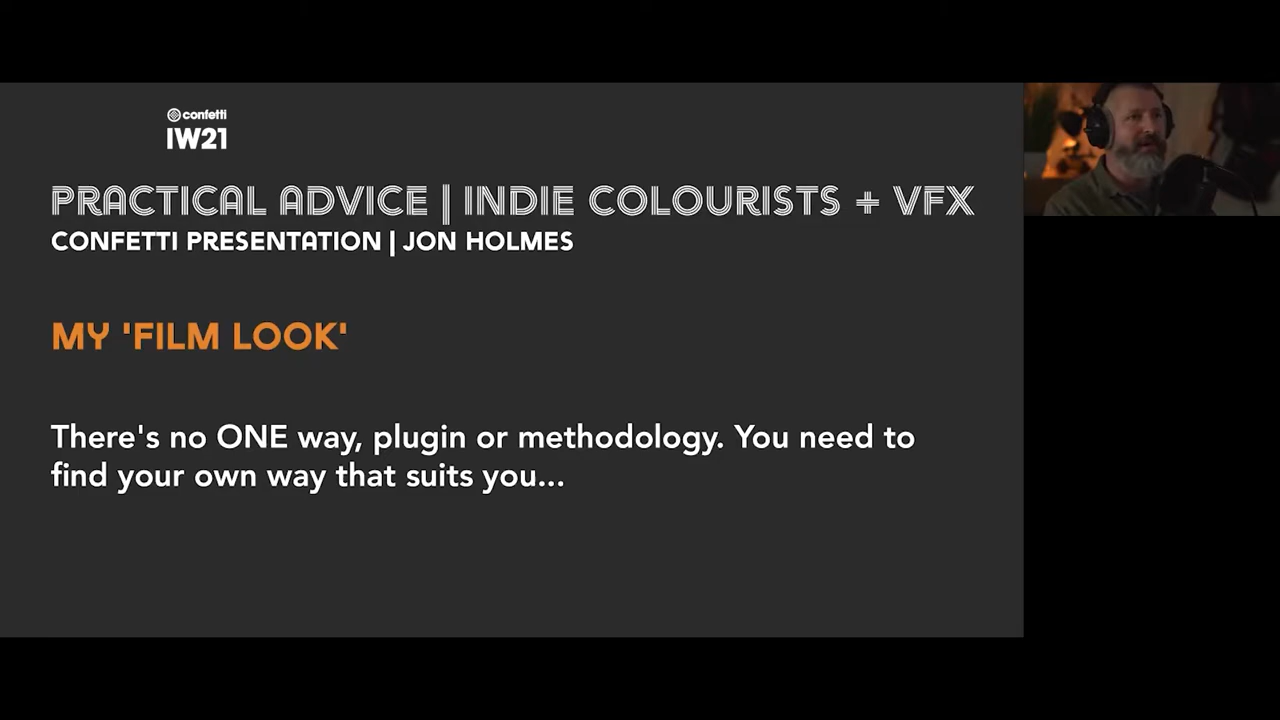 confetti
IW21
PRACTICAL ADVICE | INDIE COLOURISTS + VFX
CONFETTI PRESENTATION | JON HOLMES
MY 'FILM LOOK'
There's no ONE way, plugin or methodology. You need to
find your own way that suits you...